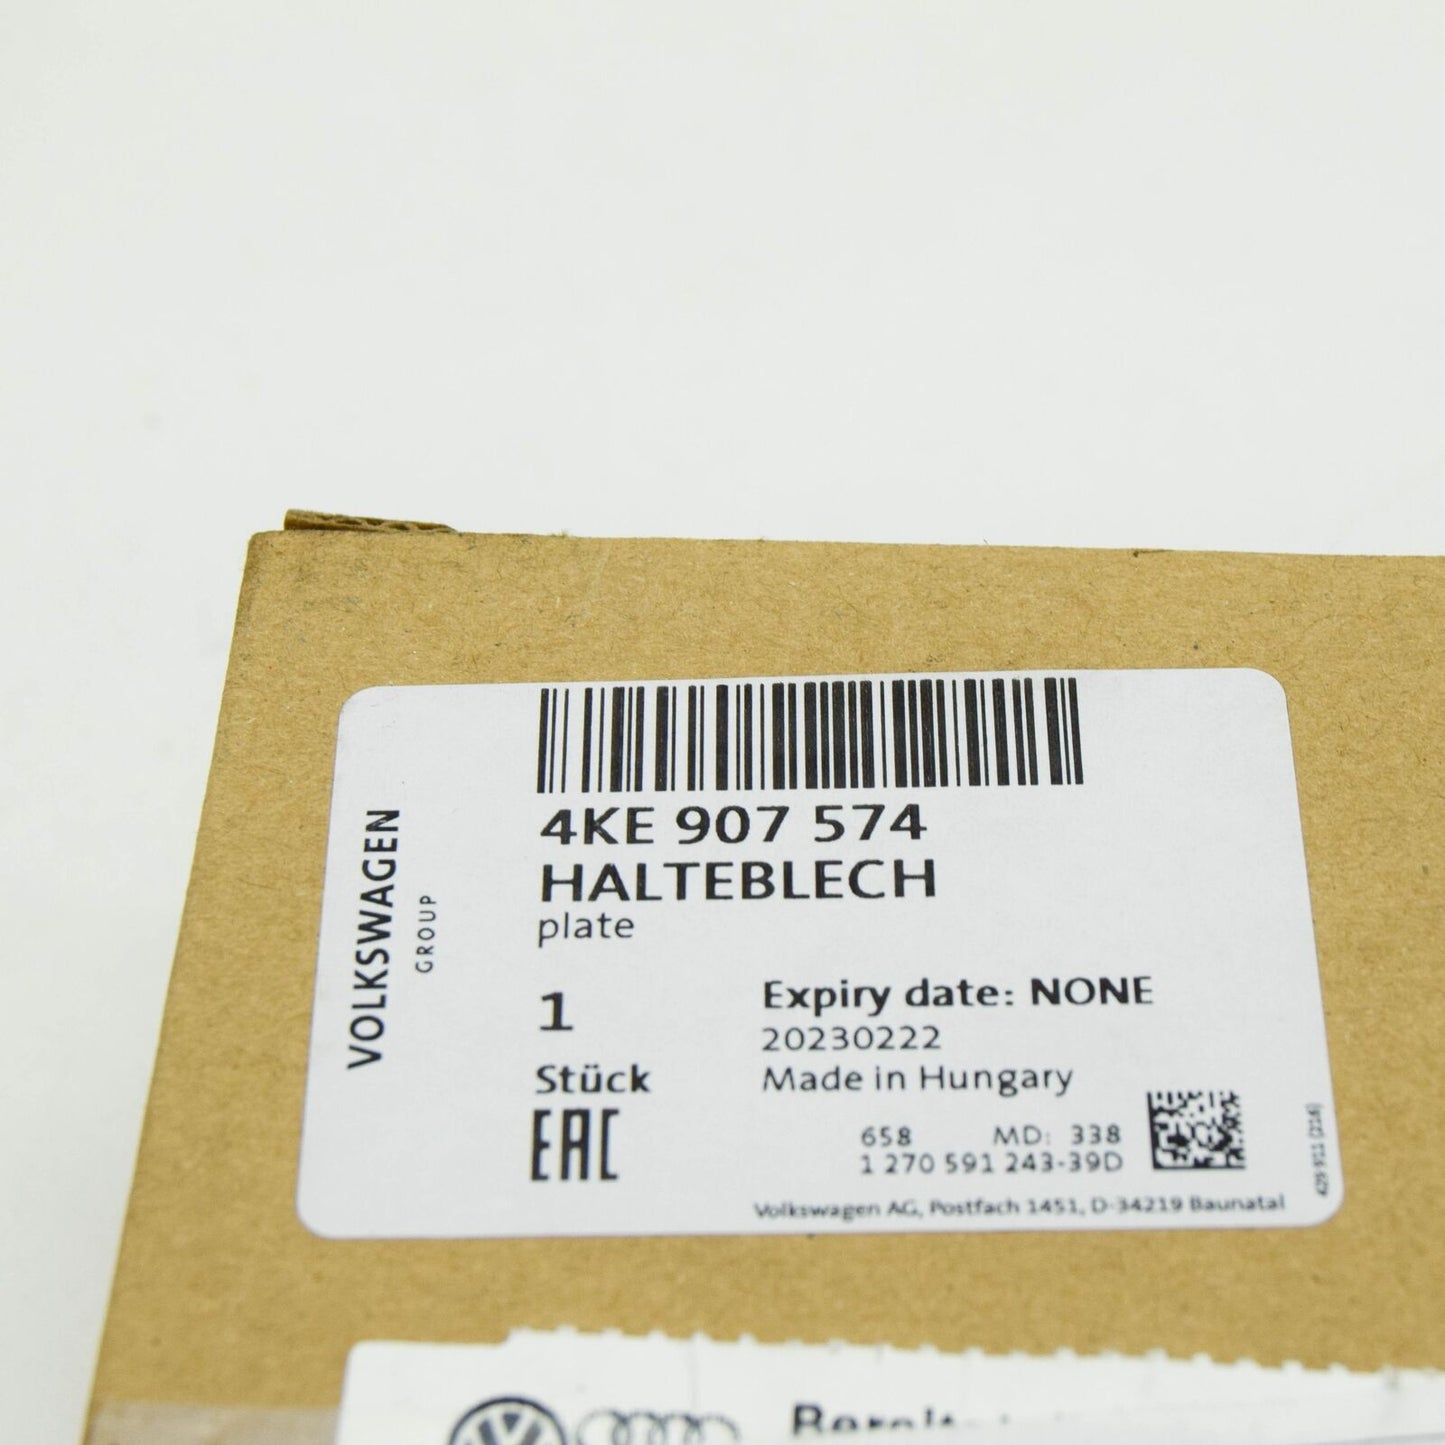 VOLKSWAGEN
GROUP
4KE 907 574
HALTEBLECH
plate
1
Stück
EAC
Expiry date: NONE
20230222
Made in Hungary
658 MD: 338
1 270 591 243-39D
Volkswagen AG, Postfach 1451, D-34219 Baunatal